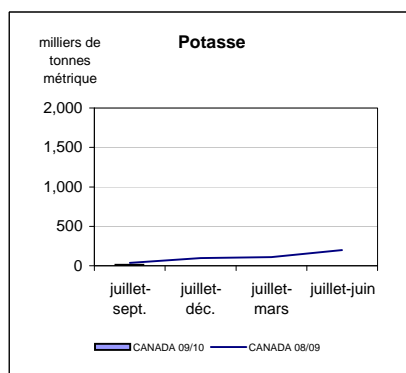 Potasse
milliers de
tonnes
métrique
2,000
1,500
1,000
500
0
juillet-
sept.
juillet-
déc.
juillet-
mars
juillet-juin
CANADA 09/10
CANADA 08/09